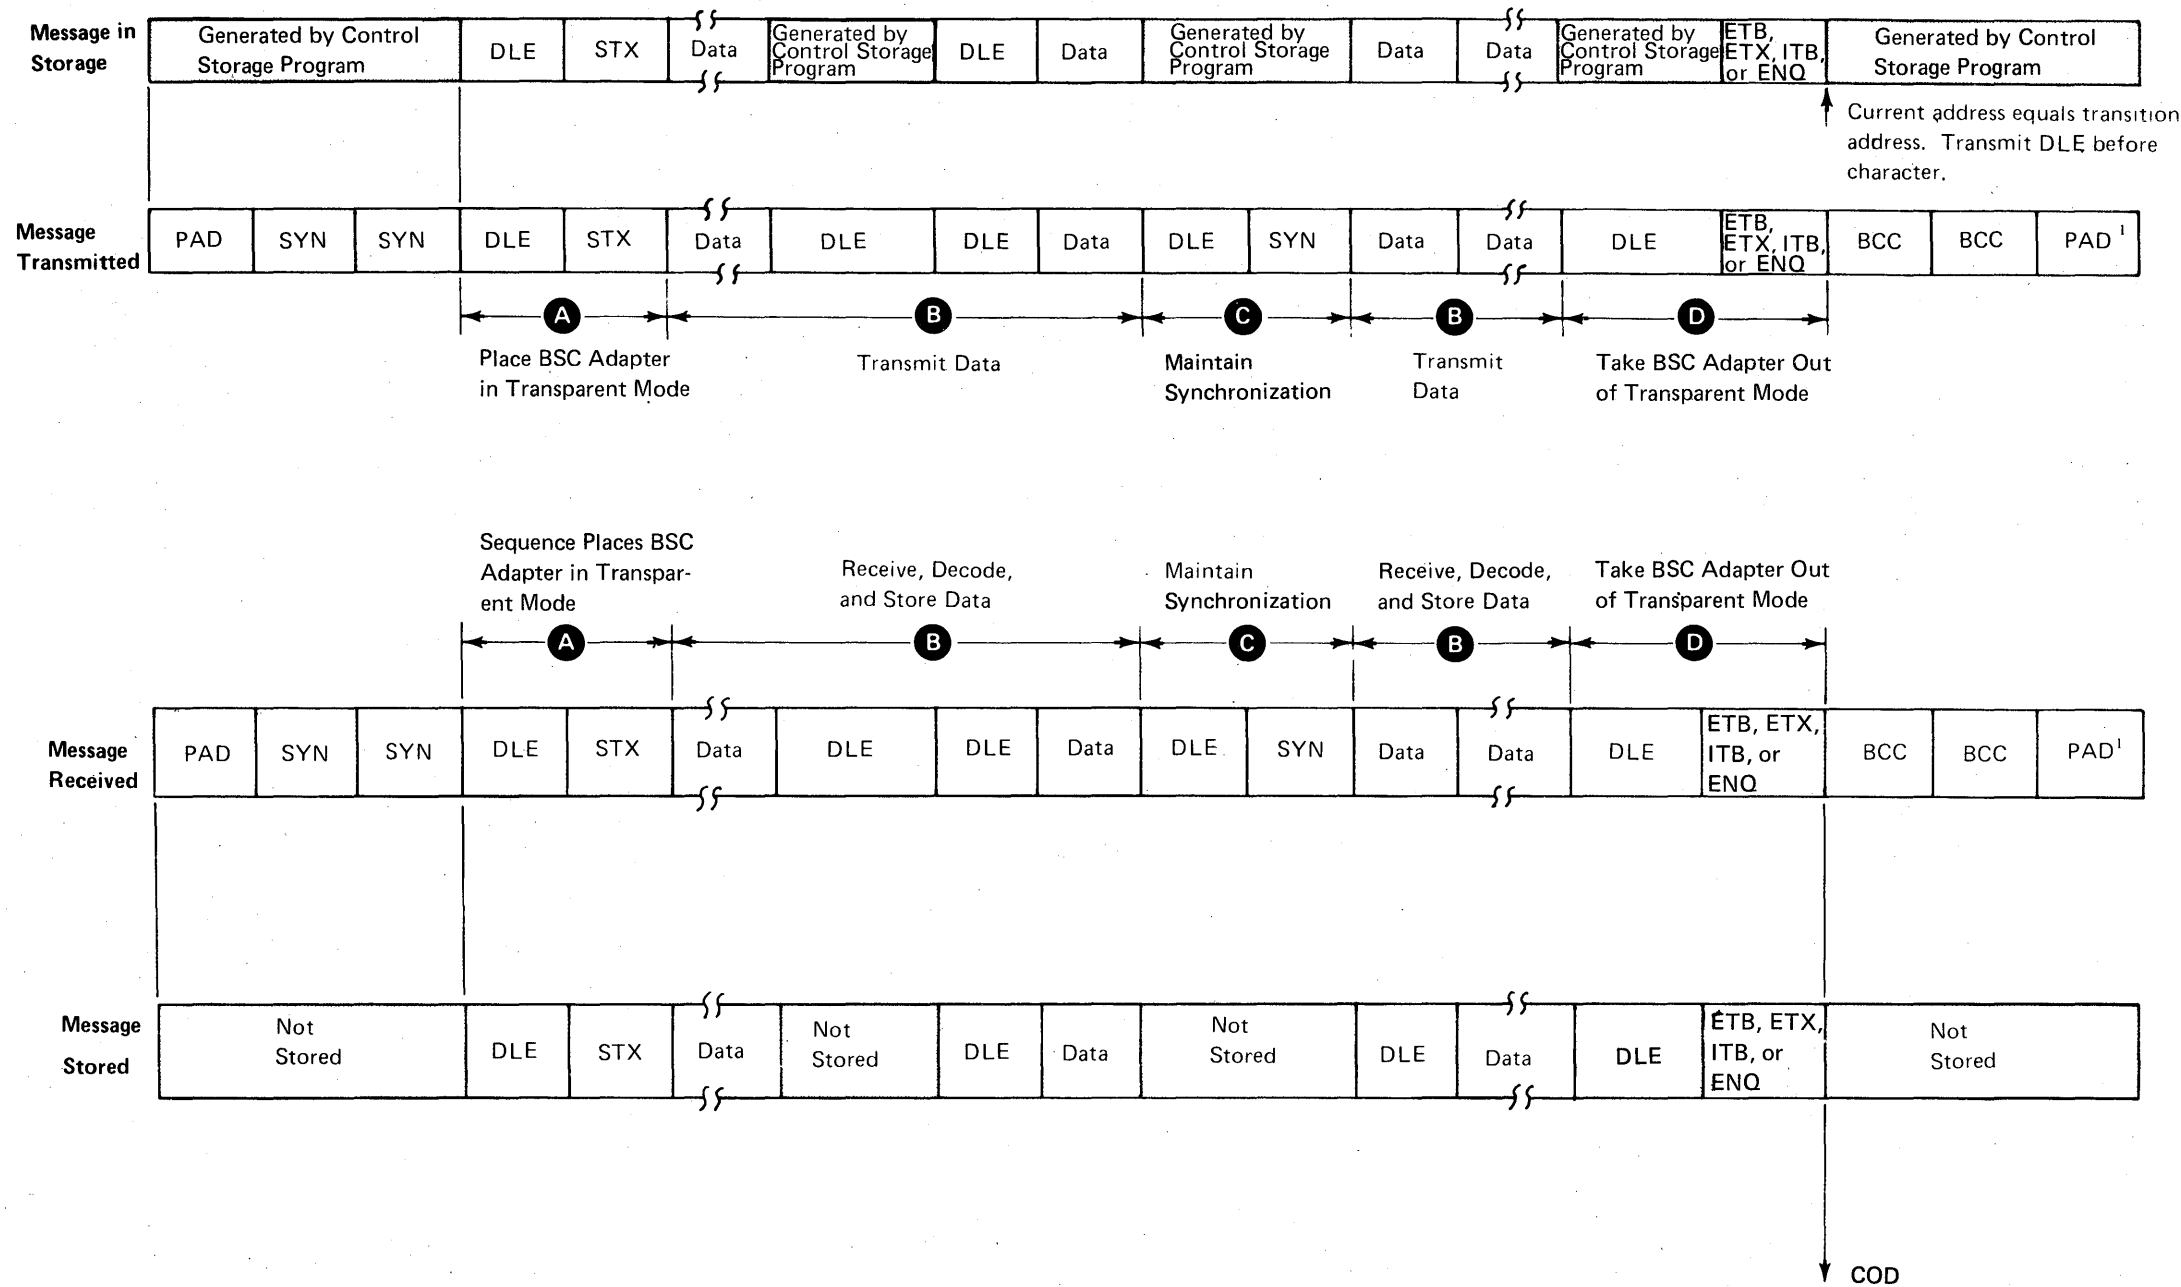 Message in
Storage
Generated by Control
Storage Program
DLE
STX
Data
Generated by
Control Storage
Program
DLE
Data
Generated by
Control Storage
Program
Data
Data
Generated by
Control Storage
Program
ETB,
ETX, ITB,
or ENQ
Generated by Control
Storage Program
Current address equals transition
address. Transmit DLE before
character.
Message
Transmitted
PAD
SYN
SYN
DLE
STX
Data
DLE
DLE
Data
DLE
SYN
Data
Data
DLE
ETB,
ETX, ITB,
or ENQ
BCC
BCC
PAD¹
A
B
C
B
D
Place BSC Adapter
in Transparent Mode
Transmit Data
Maintain
Synchronization
Transmit
Data
Take BSC Adapter Out
of Transparent Mode
Sequence Places BSC
Adapter in Transpar-
ent Mode
Receive, Decode,
and Store Data
Maintain
Synchronization
Receive, Decode,
and Store Data
Take BSC Adapter Out
of Transparent Mode
A
B
C
B
D
Message
Received
PAD
SYN
SYN
DLE
STX
Data
DLE
DLE
Data
DLE
SYN
Data
Data
DLE
ETB, ETX,
ITB, or
ENQ
BCC
BCC
PAD¹
Message
Stored
Not
Stored
DLE
STX
Data
Not
Stored
DLE
Data
Not
Stored
DLE
Data
DLE
ETB, ETX,
ITB, or
ENQ
Not
Stored
COD